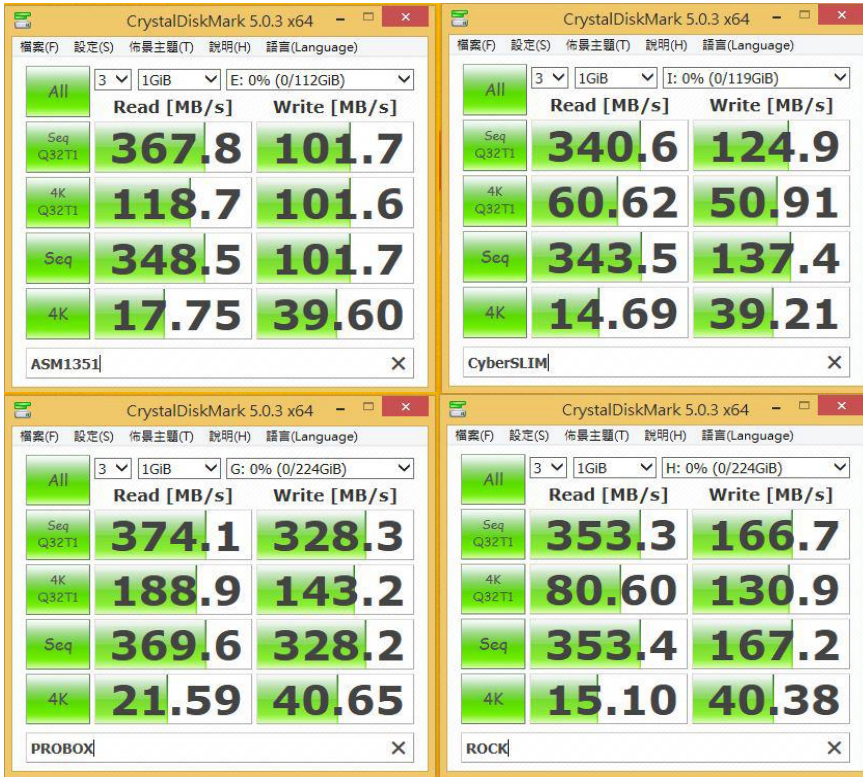 CrystalDiskMark 5.0.3 x64
檔案(F) 設定(S) 佈景主題(T) 說明(H) 語言(Language)
All 3 1GiB E: 0% (0/112GiB)
Read [MB/s] Write [MB/s]
Seq Q32T1 367.8 101.7
4K Q32T1 118.7 101.6
Seq 348.5 101.7
4K 17.75 39.60
ASM1351
CrystalDiskMark 5.0.3 x64
檔案(F) 設定(S) 佈景主題(T) 說明(H) 語言(Language)
All 3 1GiB I: 0% (0/119GiB)
Read [MB/s] Write [MB/s]
Seq Q32T1 340.6 124.9
4K Q32T1 60.62 50.91
Seq 343.5 137.4
4K 14.69 39.21
CyberSLIM
CrystalDiskMark 5.0.3 x64
檔案(F) 設定(S) 佈景主題(T) 說明(H) 語言(Language)
All 3 1GiB G: 0% (0/224GiB)
Read [MB/s] Write [MB/s]
Seq Q32T1 374.1 328.3
4K Q32T1 188.9 143.2
Seq 369.6 328.2
4K 21.59 40.65
PROBOX
CrystalDiskMark 5.0.3 x64
檔案(F) 設定(S) 佈景主題(T) 說明(H) 語言(Language)
All 3 1GiB H: 0% (0/224GiB)
Read [MB/s] Write [MB/s]
Seq Q32T1 353.3 166.7
4K Q32T1 80.60 130.9
Seq 353.4 167.2
4K 15.10 40.38
ROCK